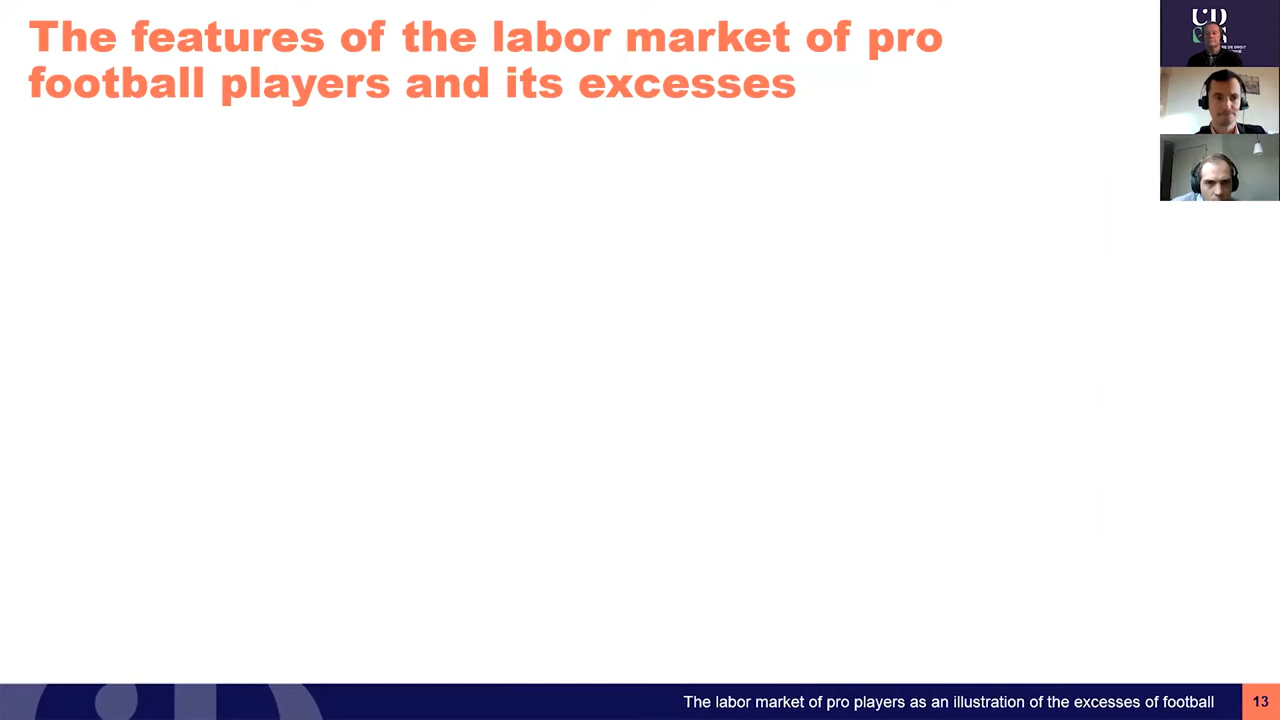 The features of the labor market of pro
football players and its excesses
The labor market of pro players as an illustration of the excesses of football
13